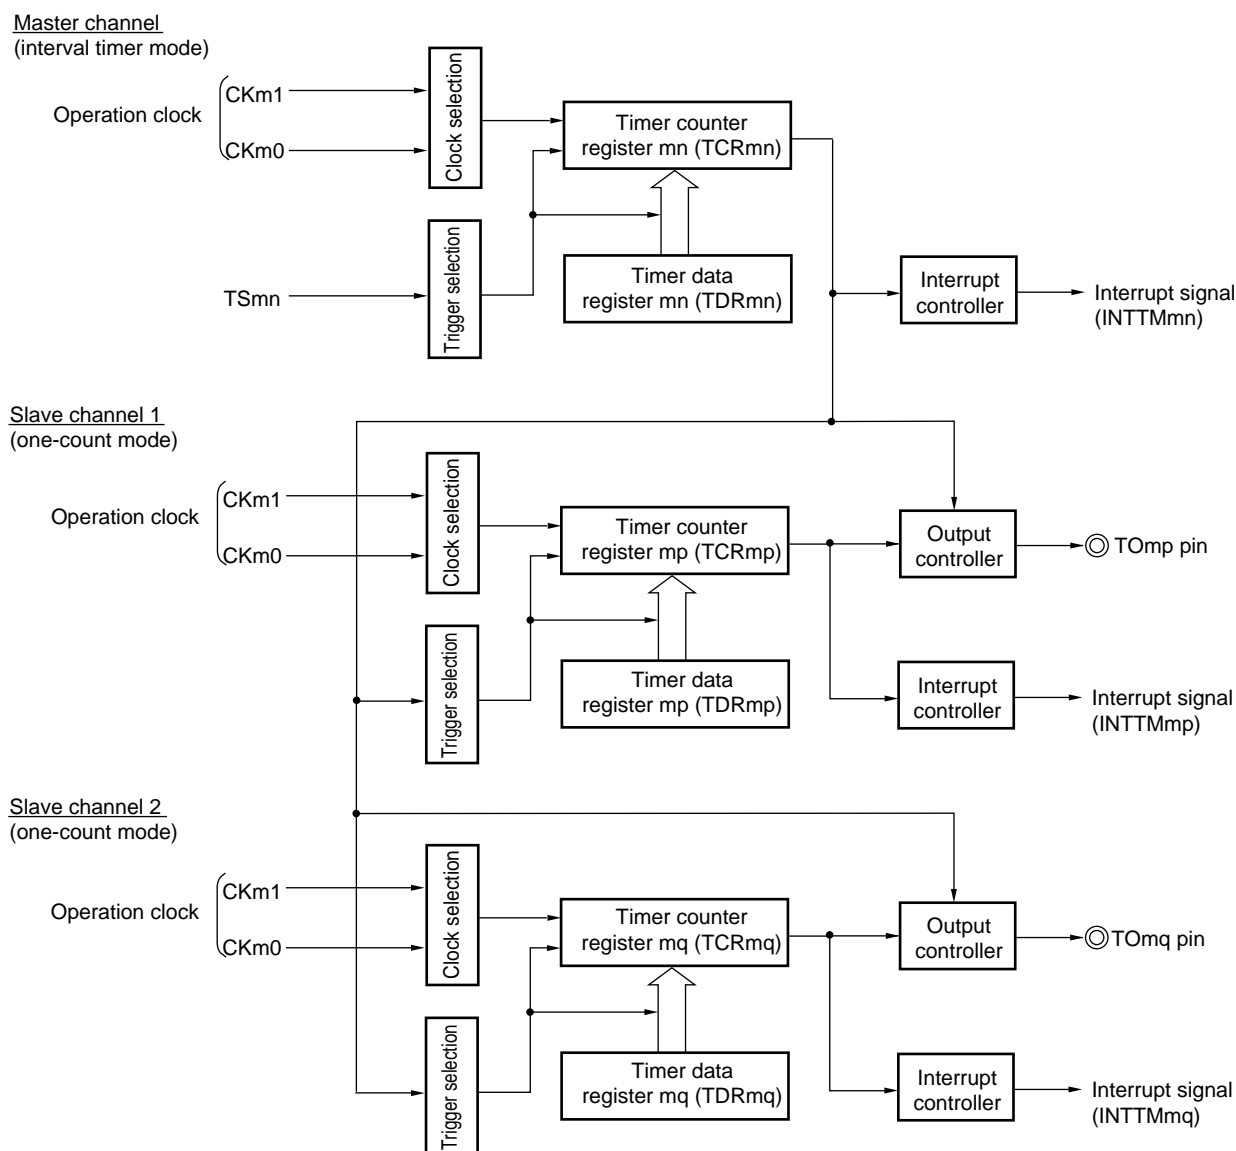 Master channel
(interval timer mode)
Operation clock
CKm1
CKm0
Clock selection
Timer counter
register mn (TCRmn)
TSmn
Trigger selection
Timer data
register mn (TDRmn)
Interrupt
controller
Interrupt signal
(INTTMmn)
Slave channel 1
(one-count mode)
Operation clock
CKm1
CKm0
Clock selection
Timer counter
register mp (TCRmp)
Output
controller
TOmp pin
Trigger selection
Timer data
register mp (TDRmp)
Interrupt
controller
Interrupt signal
(INTTMmp)
Slave channel 2
(one-count mode)
Operation clock
CKm1
CKm0
Clock selection
Timer counter
register mq (TCRmq)
Output
controller
TOmq pin
Trigger selection
Timer data
register mq (TDRmq)
Interrupt
controller
Interrupt signal
(INTTMmq)